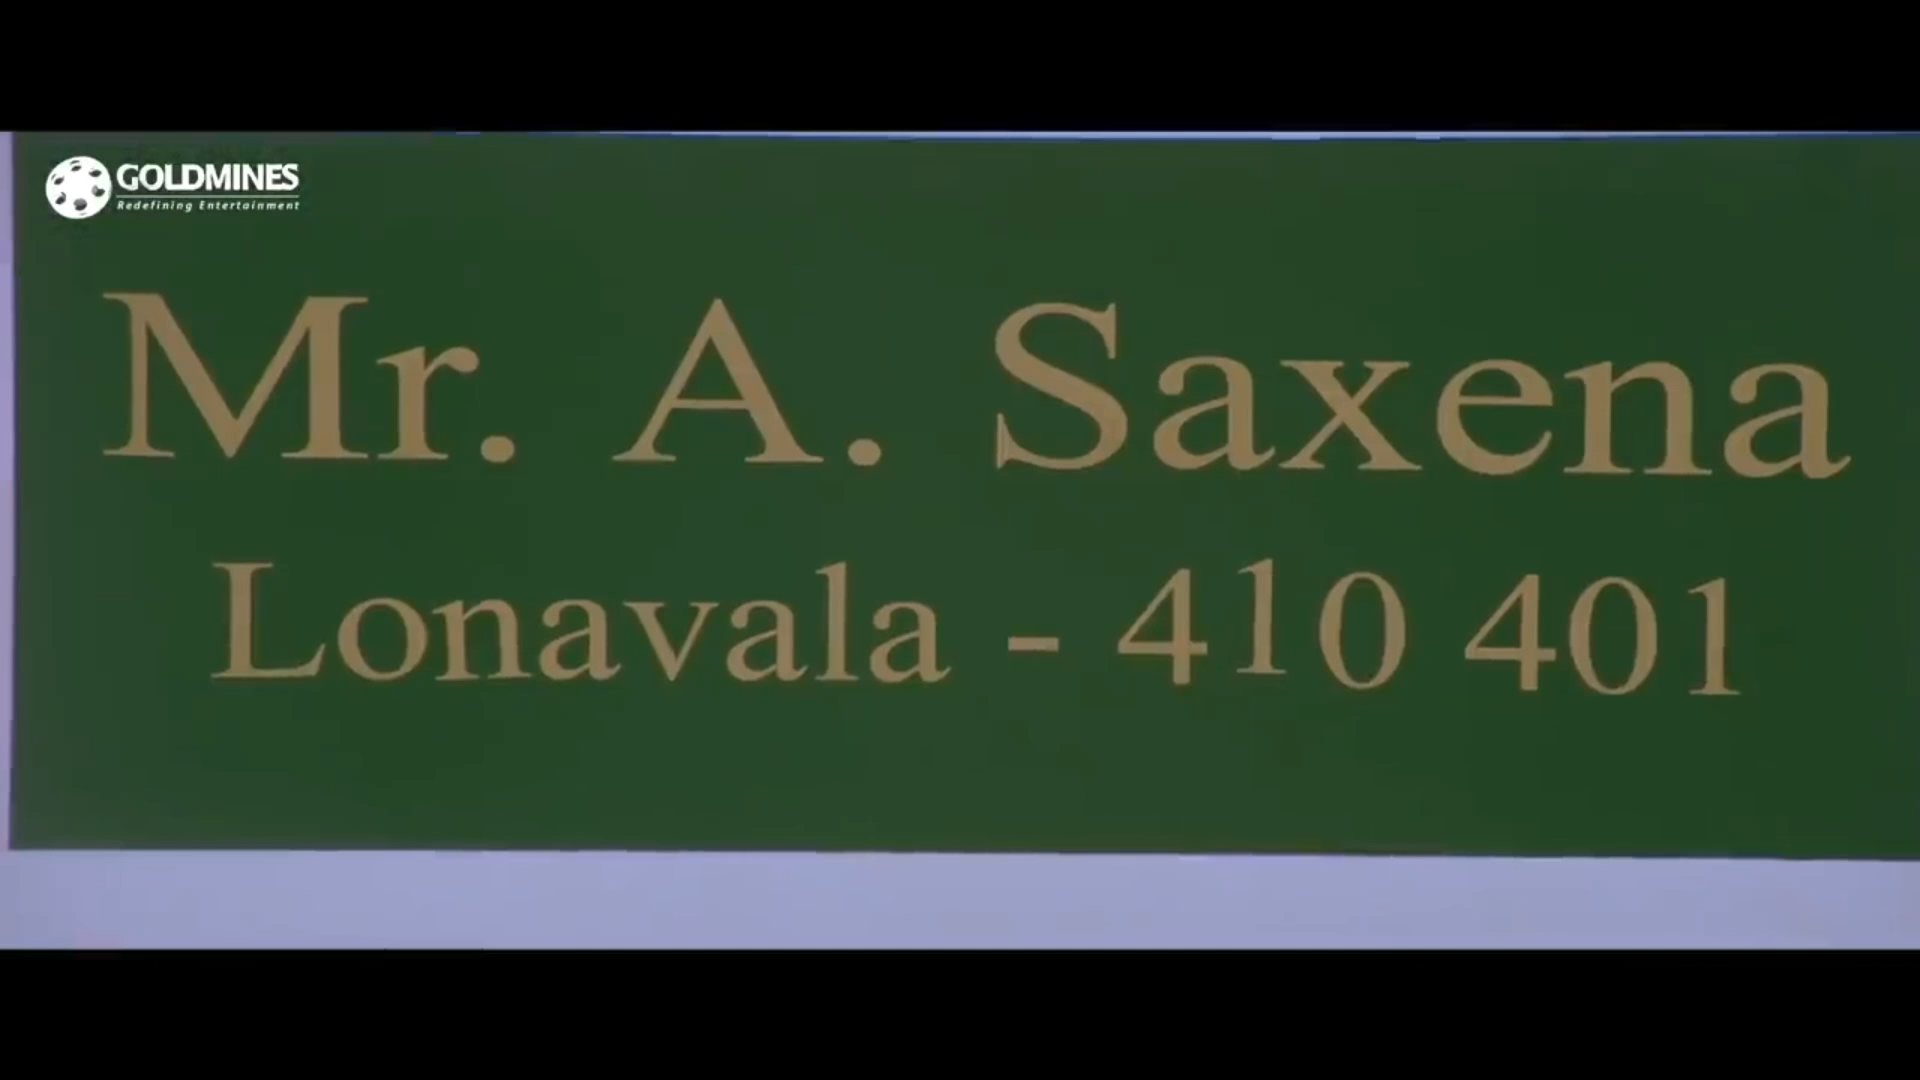 GOLDMINES
Redefining Entertainment
Mr. A. Saxena
Lonavala - 410 401